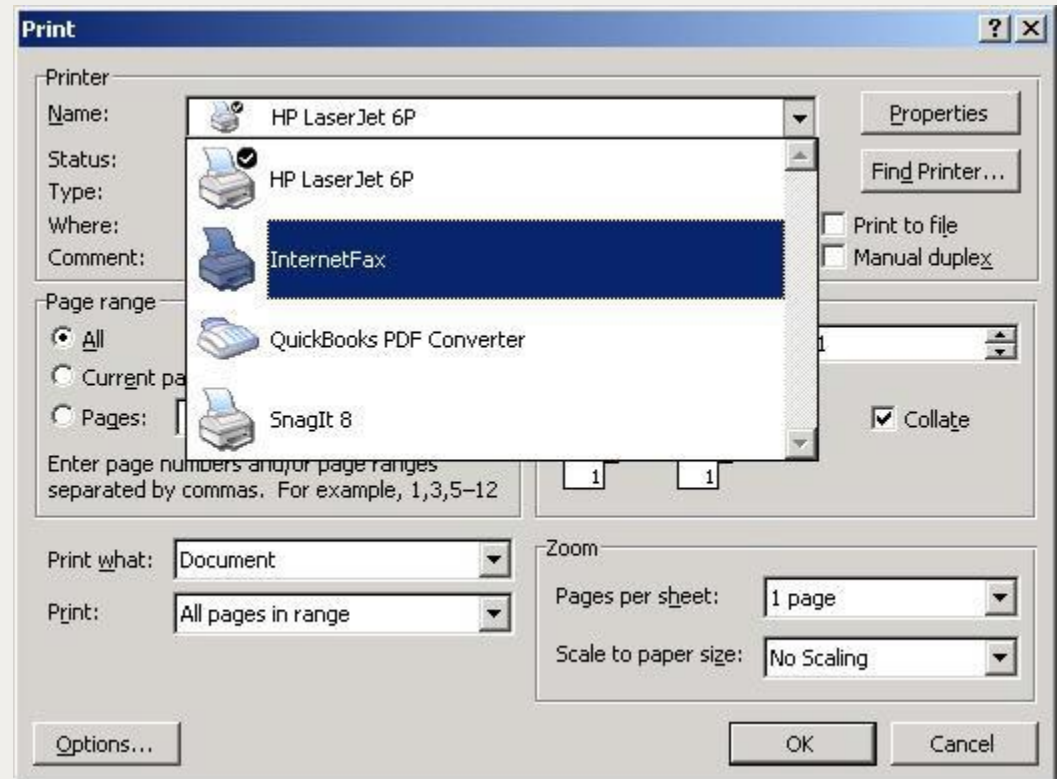 Print
Printer
Name: HP LaserJet 6P Properties
Status:
HP LaserJet 6P Find Printer...
Type:
Where: Print to file
InternetFax
Comment: Manual duplex
Page range
All QuickBooks PDF Converter 1
Current pa
Pages: SnagIt 8 Collate
Enter page numbers and/or page ranges
separated by commas. For example, 1,3,5–12 1 1
Print what: Document Zoom
Pages per sheet: 1 page
Print: All pages in range
Scale to paper size: No Scaling
Options... OK Cancel